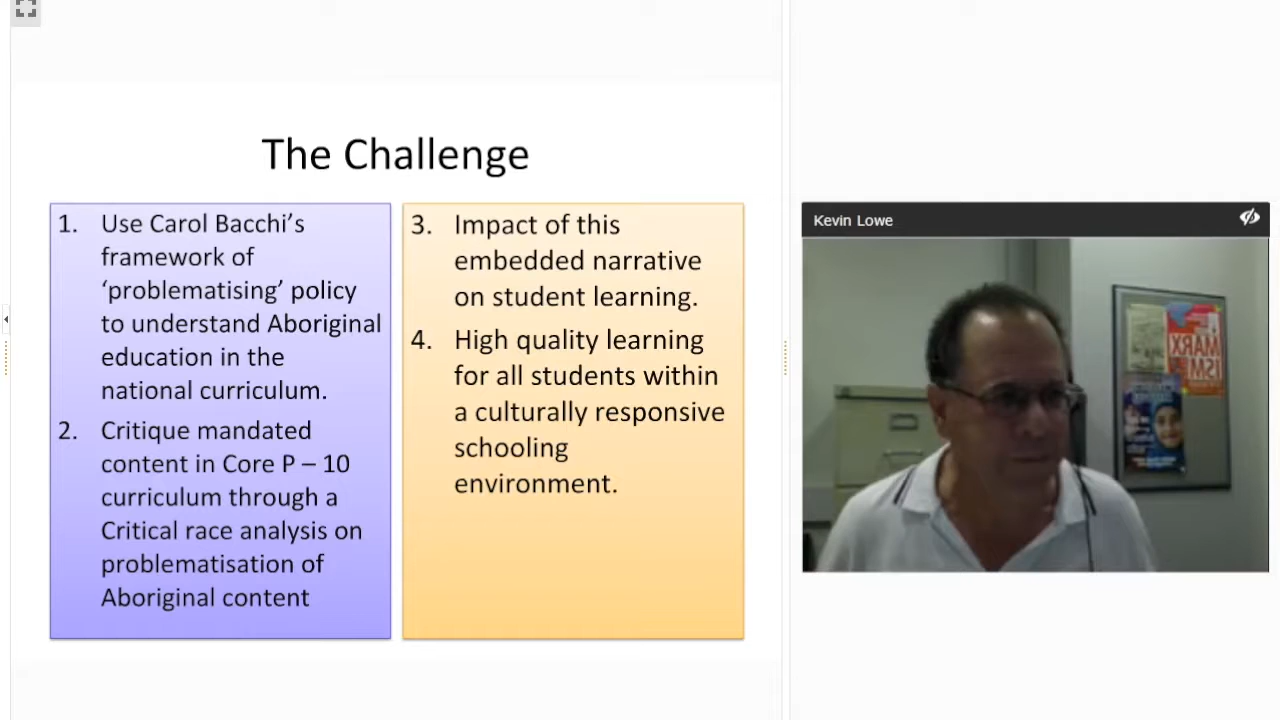 The Challenge
1. Use Carol Bacchi's
framework of
‘problematising’ policy
to understand Aboriginal
education in the
national curriculum.
2. Critique mandated
content in Core P – 10
curriculum through a
Critical race analysis on
problematisation of
Aboriginal content
3. Impact of this
embedded narrative
on student learning.
4. High quality learning
for all students within
a culturally responsive
schooling
environment.
Kevin Lowe
MARX
ISM